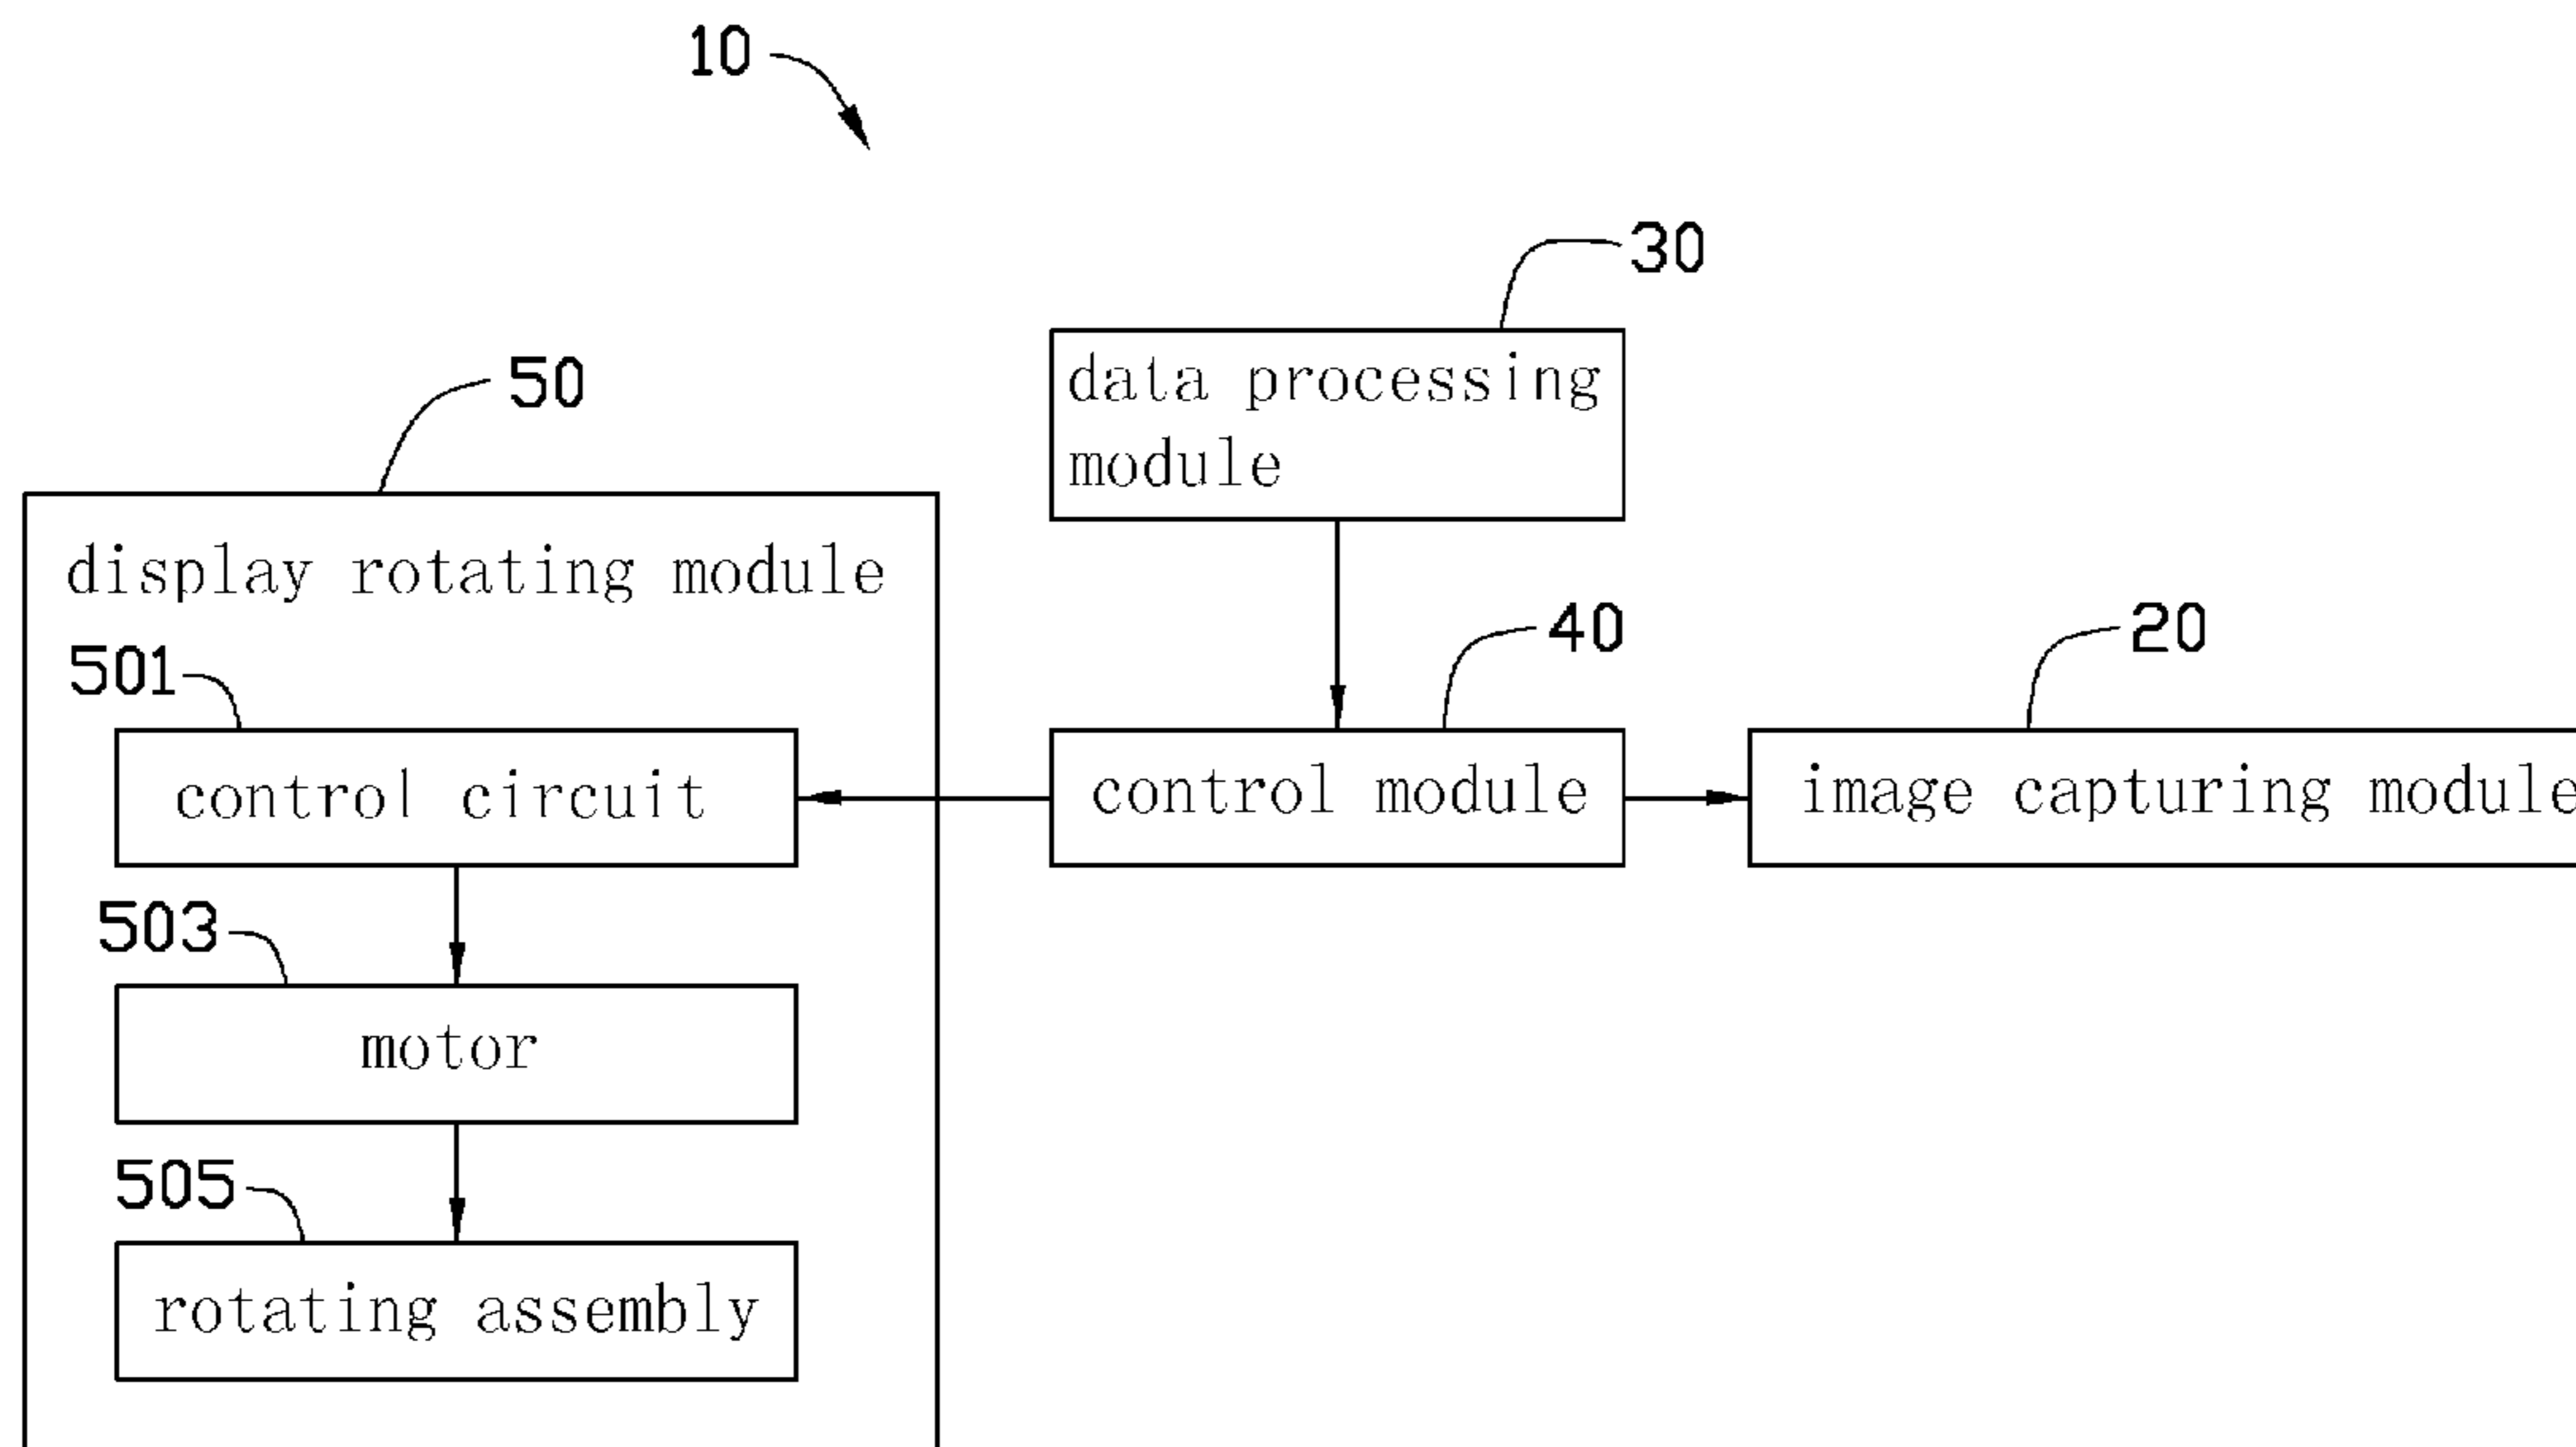 10
30
data processing
module
50
display rotating module
501
control circuit
40
control module
20
image capturing module
503
motor
505
rotating assembly